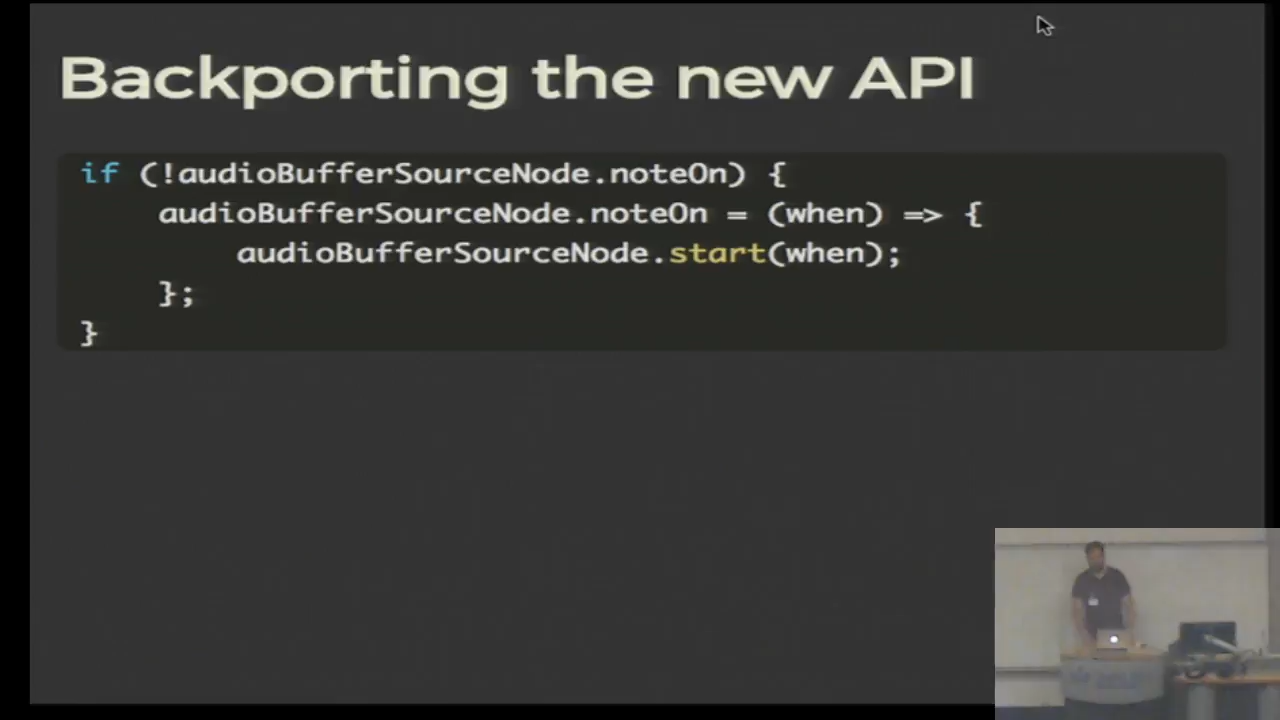 Backporting the new API
if (!audioBufferSourceNode.noteOn) {
audioBufferSourceNode.noteOn = (when) => {
audioBufferSourceNode.start(when);
};
}